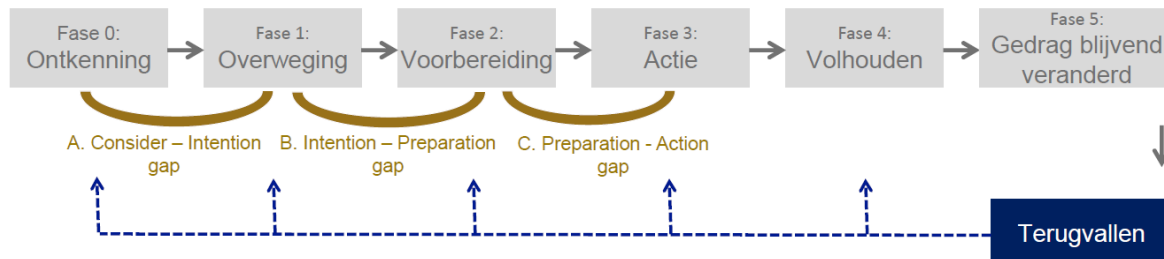 Fase 0:
Ontkenning
Fase 1:
Overweging
Fase 2:
Voorbereiding
Fase 3:
Actie
Fase 4:
Volhouden
Fase 5:
Gedrag blijvend
veranderd
A. Consider – Intention
gap
B. Intention – Preparation
gap
C. Preparation - Action
gap
Terugvallen